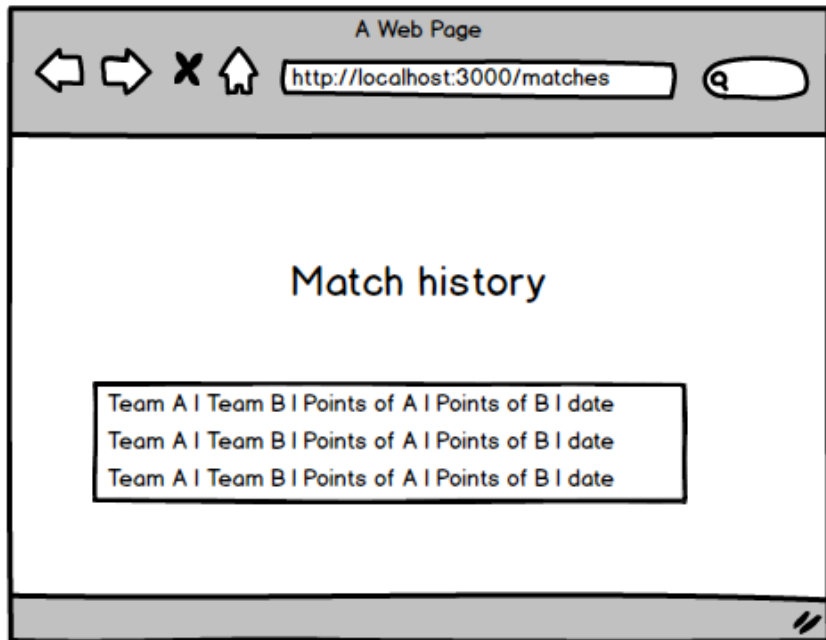 A Web Page
http://localhost:3000/matches
Match history
Team A | Team B | Points of A | Points of B | date
Team A | Team B | Points of A | Points of B | date
Team A | Team B | Points of A | Points of B | date